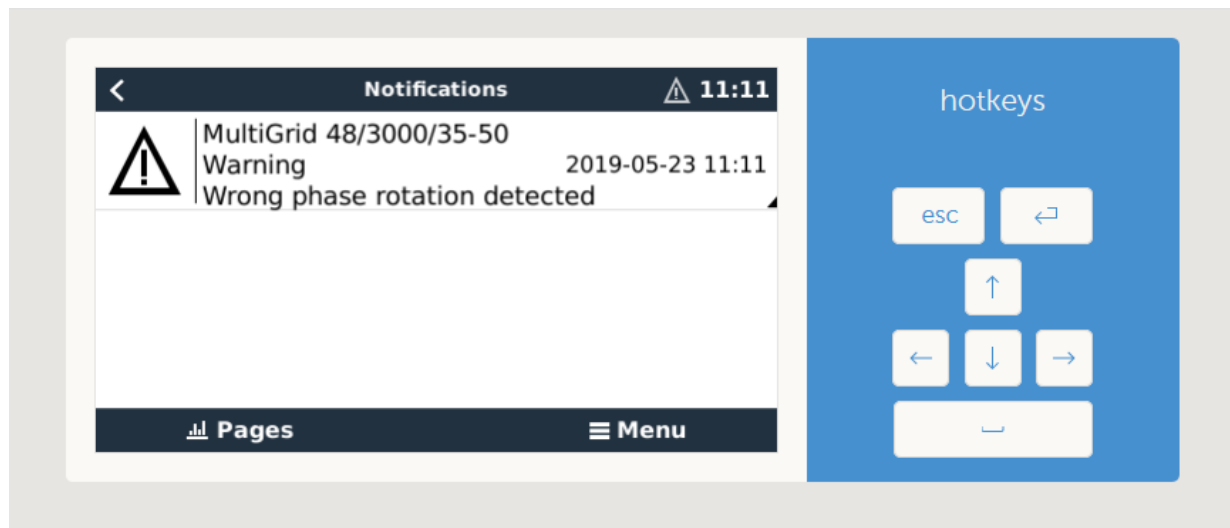 Notifications 11:11
MultiGrid 48/3000/35-50
Warning 2019-05-23 11:11
Wrong phase rotation detected
Pages Menu
hotkeys
esc